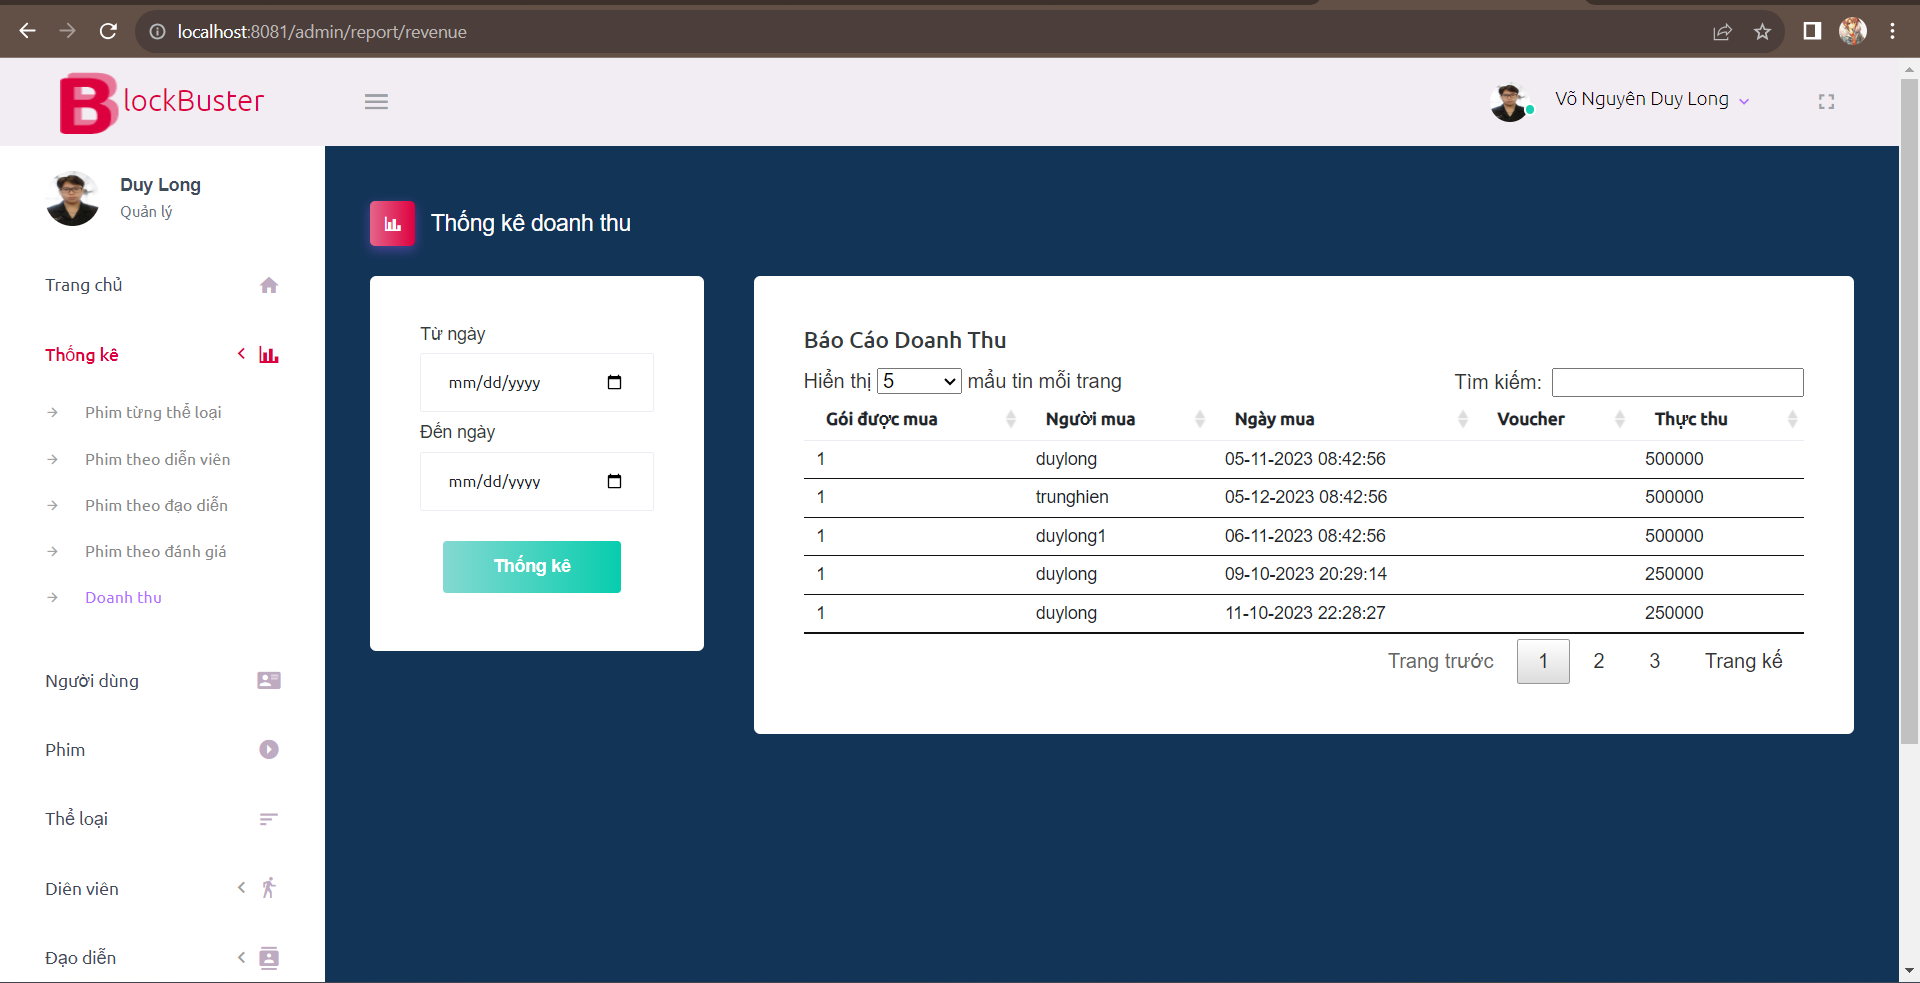 localhost:8081/admin/report/revenue
BlockBuster
Võ Nguyên Duy Long
Duy Long
Quản lý
Trang chủ
Thống kê
Phim từng thể loại
Phim theo diễn viên
Phim theo đạo diễn
Phim theo đánh giá
Doanh thu
Người dùng
Phim
Thể loại
Diên viên
Đạo diễn
Thống kê doanh thu
Từ ngày
mm/dd/yyyy
Đến ngày
mm/dd/yyyy
Thống kê
Báo Cáo Doanh Thu
Hiển thị 5 mẩu tin mỗi trang Tìm kiếm:
Gói được mua Người mua Ngày mua Voucher Thực thu
1 duylong 05-11-2023 08:42:56 500000
1 trunghien 05-12-2023 08:42:56 500000
1 duylong1 06-11-2023 08:42:56 500000
1 duylong 09-10-2023 20:29:14 250000
1 duylong 11-10-2023 22:28:27 250000
Trang trước 1 2 3 Trang kế